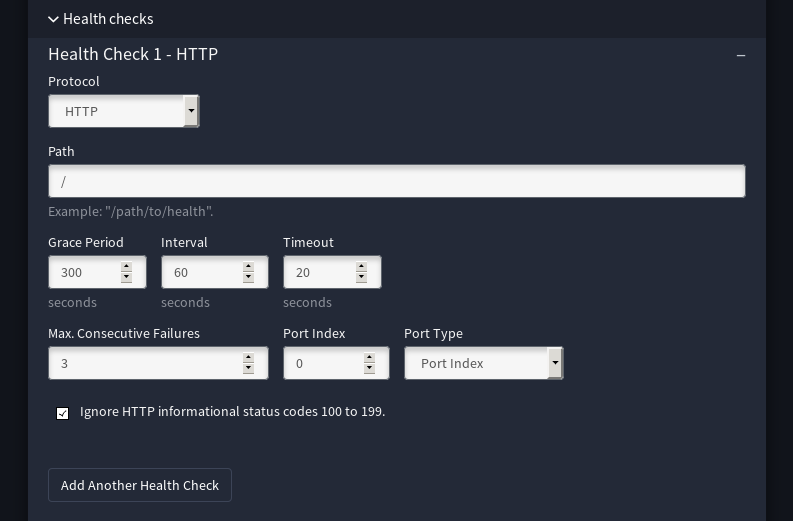 Health checks
Health Check 1 - HTTP
Protocol
HTTP
Path
/
Example: "/path/to/health".
Grace Period Interval Timeout
300 60 20
seconds seconds seconds
Max. Consecutive Failures Port Index Port Type
3 0 Port Index
Ignore HTTP informational status codes 100 to 199.
Add Another Health Check